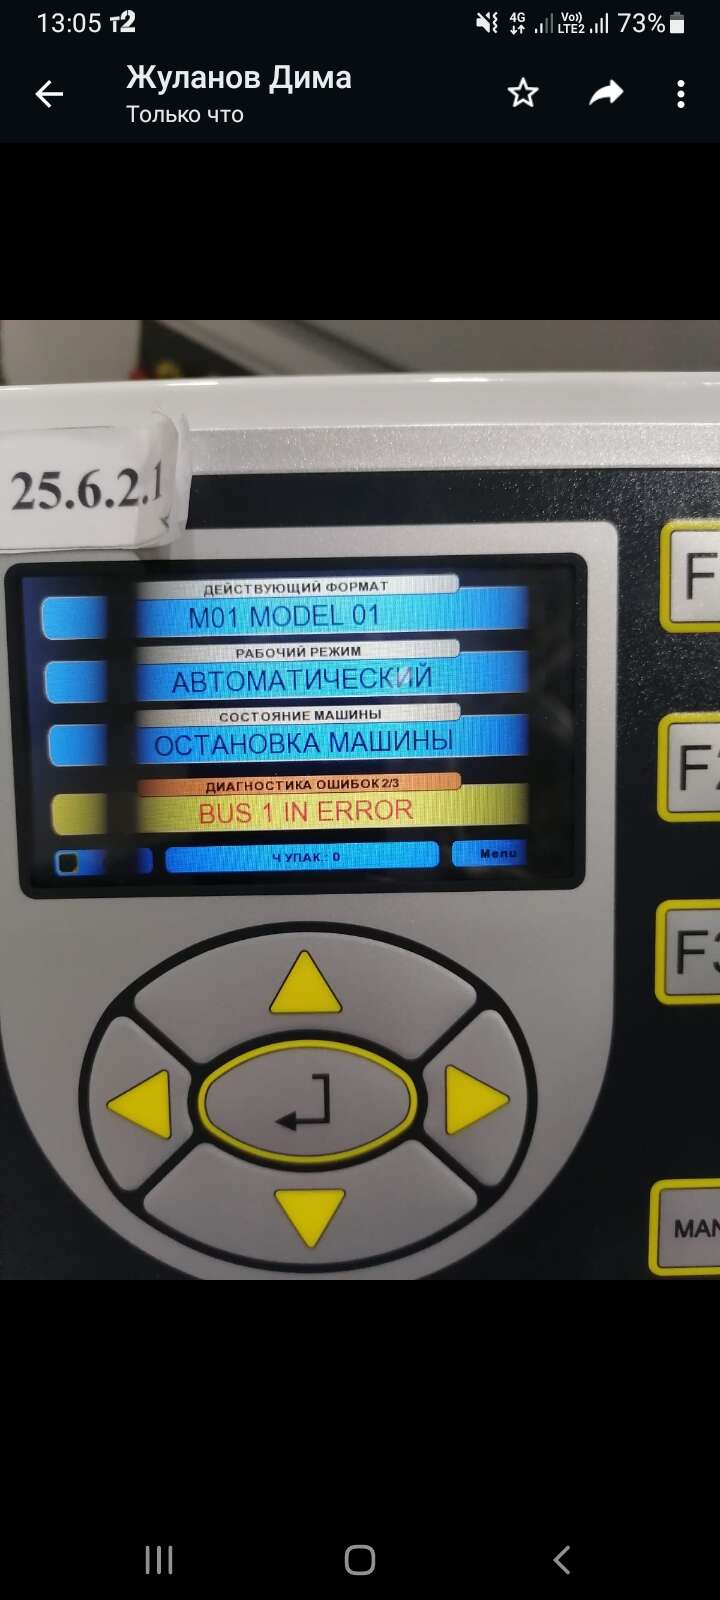 13:05 т2 4G Vo)) LTE2 73%
Жуланов Дима
Только что
25.6.2.1
ДЕЙСТВУЮЩИЙ ФОРМАТ
M01 MODEL 01
РАБОЧИЙ РЕЖИМ
АВТОМАТИЧЕСКИЙ
СОСТОЯНИЕ МАШИНЫ
ОСТАНОВКА МАШИНЫ
ДИАГНОСТИКА ОШИБОК 2/3
BUS 1 IN ERROR
Ч УПАК.: 0
Menu
F
F2
F3
MAN